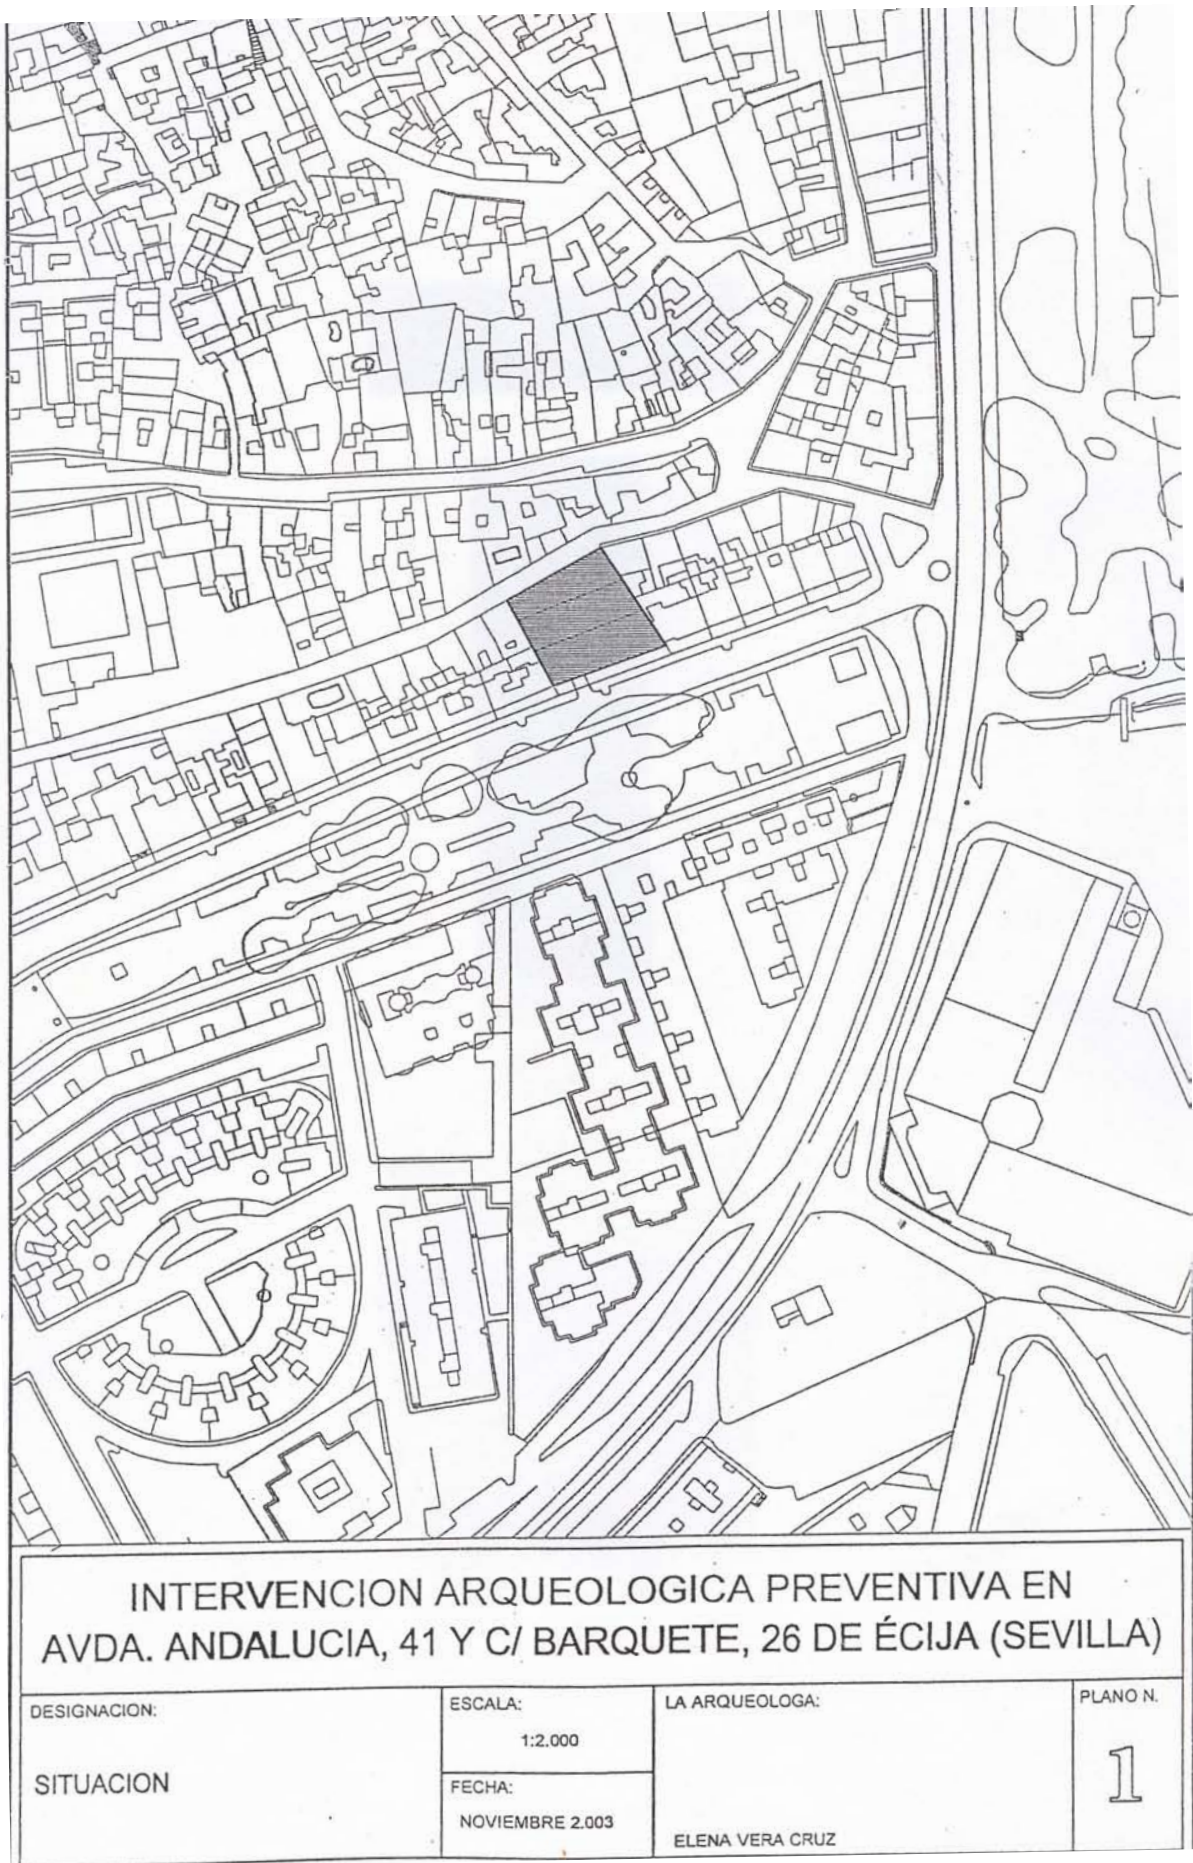 INTERVENCION ARQUEOLOGICA PREVENTIVA EN
AVDA. ANDALUCIA, 41 Y C/ BARQUETE, 26 DE ÉCIJA (SEVILLA)
DESIGNACION:
SITUACION
ESCALA:
1:2.000
FECHA:
NOVIEMBRE 2.003
LA ARQUEOLOGA:
ELENA VERA CRUZ
PLANO N.
1